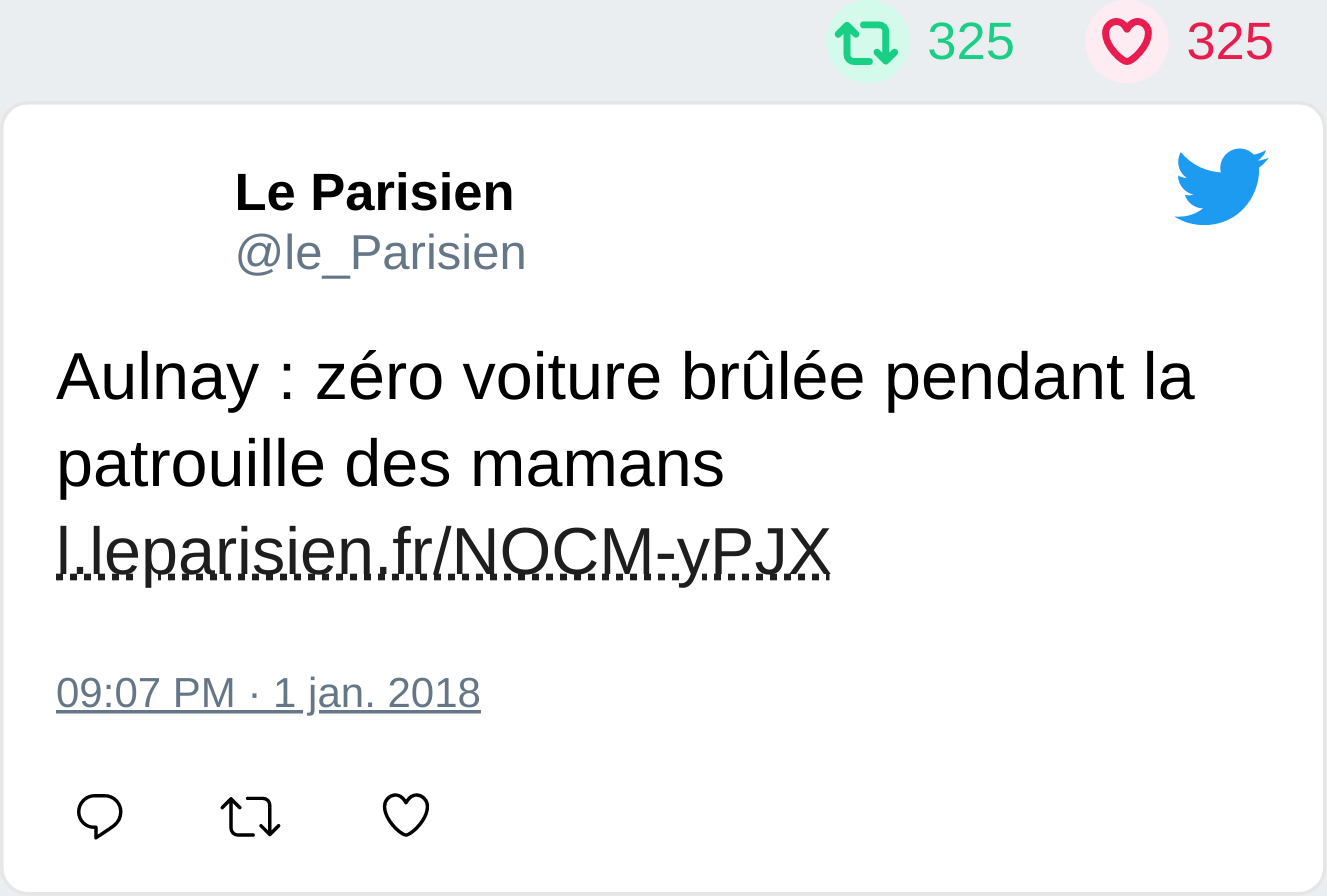 325 325
Le Parisien
@le_Parisien
Aulnay : zéro voiture brûlée pendant la
patrouille des mamans
l.leparisien.fr/NOCM-yPJX
09:07 PM · 1 jan. 2018